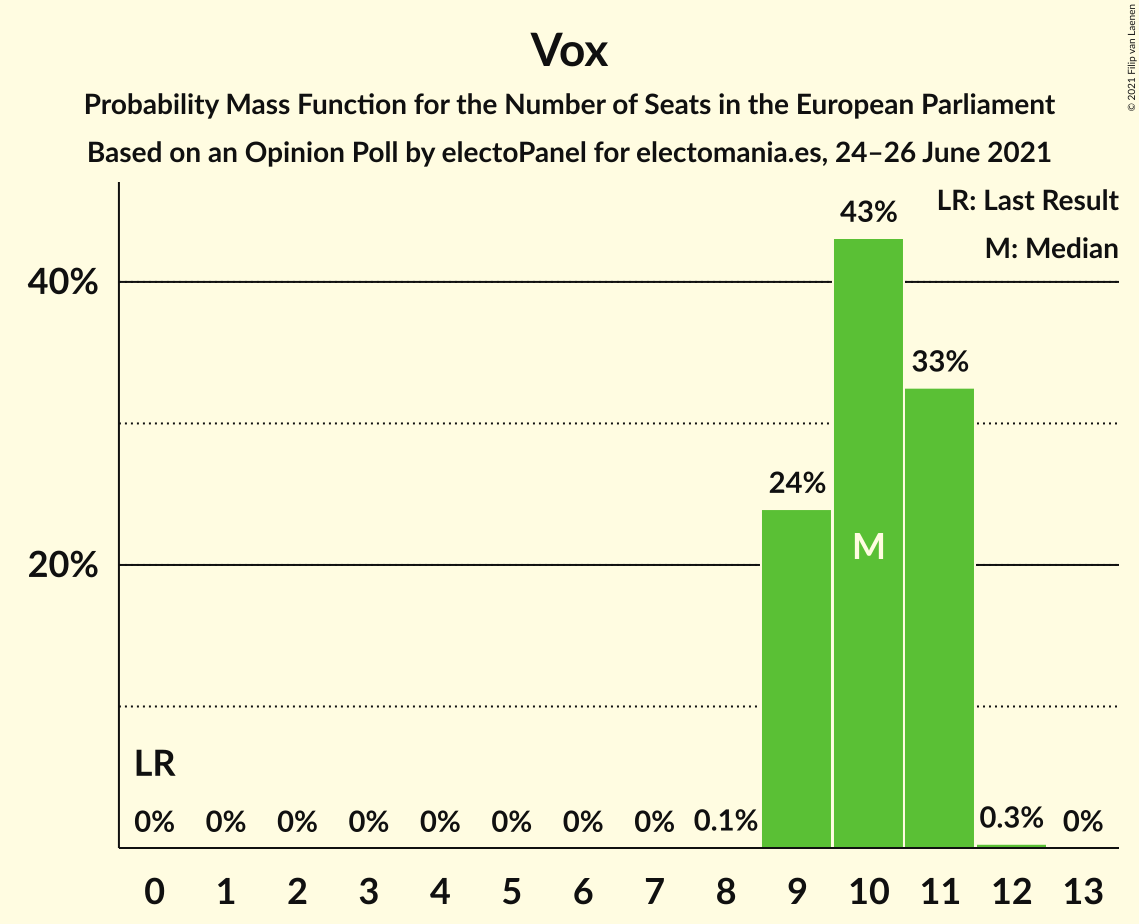 Vox
Probability Mass Function for the Number of Seats in the European Parliament
Based on an Opinion Poll by electoPanel for electomania.es, 24–26 June 2021
© 2021 Filip van Laenen
LR: Last Result
M: Median
43%
40%
33%
24%
M
20%
LR
0% 0% 0% 0% 0% 0% 0% 0% 0.1% 0.3% 0%
0 1 2 3 4 5 6 7 8 9 10 11 12 13